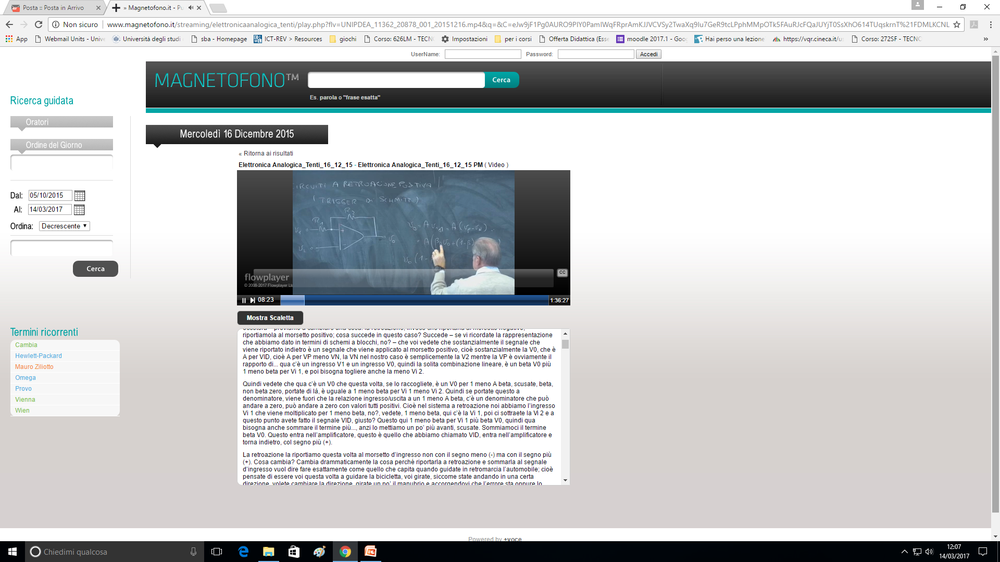 Posta :: Posta in Arrivo
» Magnetofono.it - Pu
Non sicuro
www.magnetofono.it/streaming/elettronicaanalogica_tenti/play.php?flv=UNIPDEA_11362_20878_001_20151216.mp4&q=&C=
App
Webmail Units - Unive
Università degli studi
sba - Homepage
ICT-REV > Resources
giochi
Corso: 626LM - TECN
Impostazioni
per i corsi
Offerta Didattica (Esse
moodle 2017.1 - Goog
Hai perso una lezione
https://vqr.cineca.it/us
Corso: 272SF - TECNO
»
UserName:
Password:
Accedi
MAGNETOFONO™
Cerca
Es. parola o "frase esatta"
Ricerca guidata
Oratori
Ordine del Giorno
Dal: 05/10/2015
Al: 14/03/2017
Ordina: Decrescente
Cerca
Termini ricorrenti
Cambia
Hewlett-Packard
Mauro Ziliotto
Omega
Provo
Vienna
Wien
Mercoledì 16 Dicembre 2015
« Ritorna ai risultati
Elettronica Analogica_Tenti_16_12_15 - Elettronica Analogica_Tenti_16_12_15 PM ( Video )
CIRCUITI A RETROAZIONE POSITIVA
( TRIGGER DI SCHMITT )
flowplayer
© 2008-2017 Flowplayer Ltd
CC
08:23
1:36:27
Mostra Scaletta
riportiamola al morsetto positivo; cosa succede in questo caso? Succede – se vi ricordate la rappresentazione
che abbiamo dato in termini di schemi a blocchi, no? – che voi vedete che sostanzialmente il segnale che
viene riportato indietro è un segnale che viene applicato al morsetto positivo, cioè sostanzialmente la V0, che è
A per VID, cioè A per VP meno VN, la VN nel nostro caso è semplicemente la V2 mentre la VP è ovviamente il
rapporto di... qua c’è un ingresso V1 e un ingresso V0, quindi la solita combinazione lineare, è un beta V0 più
1 meno beta per Vi 1, e poi bisogna togliere anche la meno Vi 2.
Quindi vedete che qua c’è un V0 che questa volta, se lo raccogliete, è un V0 per 1 meno A beta, scusate, beta,
non beta zero, portate di là, è uguale a 1 meno beta per Vi 1 meno Vi 2. Quindi se portate questo a
denominatore, viene fuori che la relazione ingresso/uscita a un 1 meno A beta, c’è un denominatore che può
andare a zero, può andare a zero con valori tutti positivi. Cioè nel sistema a retroazione noi abbiamo l’ingresso
Vi 1 che viene moltiplicato per 1 meno beta, no?, vedete, 1 meno beta, qui c’è la Vi 1, poi ci sottraete la Vi 2 e a
questo punto avete fatto il segnale VID, giusto? Questo qui 1 meno beta per Vi 1 più beta V0, quindi qua
bisogna anche sommare il termine più..., anzi lo mettiamo un po’ più avanti, scusate. Sommiamoci il termine
beta V0. Questo entra nell’amplificatore, questo è quello che abbiamo chiamato VID, entra nell’amplificatore e
torna indietro, col segno più (+).
La retroazione la riportiamo questa volta al morsetto d’ingresso non con il segno meno (-) ma con il segno più
(+). Cosa cambia? Cambia drammaticamente la cosa perché riportarla a retroazione e sommarla al segnale
d’ingresso vuol dire fare esattamente come quello che capita quando guidate in retromarcia l’automobile; cioè
pensate di essere voi questa volta a guidare la bicicletta, voi girate, siccome state andando in una certa
direzione, volete cambiare la direzione, girate un po’ il manubrio e accorgendovi che l’errore sta oppure lo
Powered by +voce
Chiedimi qualcosa
12:07
14/03/2017